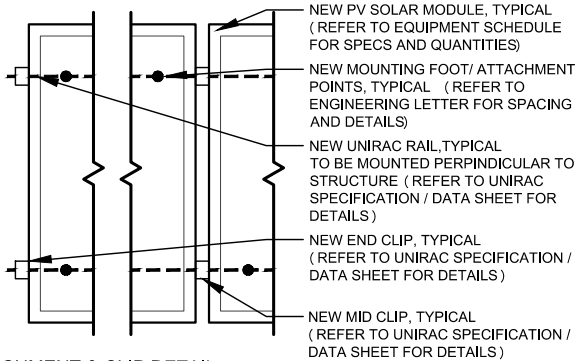 NEW PV SOLAR MODULE, TYPICAL
( REFER TO EQUIPMENT SCHEDULE
FOR SPECS AND QUANTITIES)
NEW MOUNTING FOOT/ ATTACHMENT
POINTS, TYPICAL ( REFER TO
ENGINEERING LETTER FOR SPACING
AND DETAILS)
NEW UNIRAC RAIL,TYPICAL
TO BE MOUNTED PERPINDICULAR TO
STRUCTURE ( REFER TO UNIRAC
SPECIFICATION / DATA SHEET FOR
DETAILS )
NEW END CLIP, TYPICAL
( REFER TO UNIRAC SPECIFICATION /
DATA SHEET FOR DETAILS )
NEW MID CLIP, TYPICAL
( REFER TO UNIRAC SPECIFICATION /
DATA SHEET FOR DETAILS )